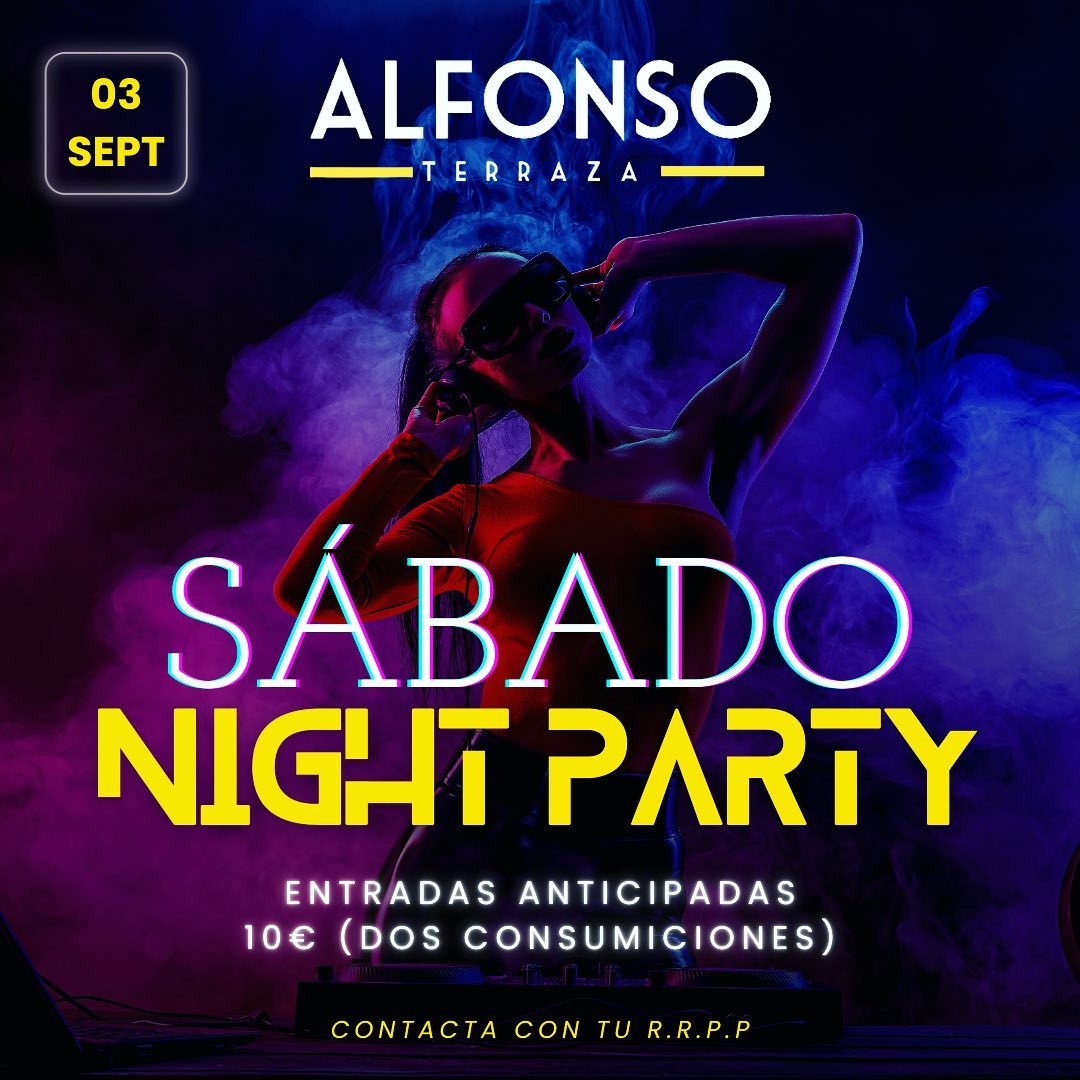 03
SEPT
ALFONSO
TERRAZA
SÁBADO
NIGHT PARTY
ENTRADAS ANTICIPADAS
10€ (DOS CONSUMICIONES)
CONTACTA CON TU R.R.P.P